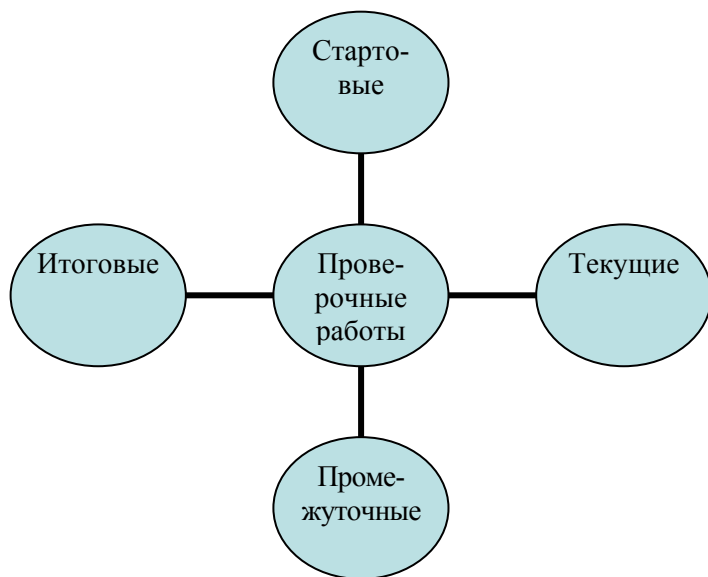 Старто-
вые
Итоговые
Прове-
рочные
работы
Текущие
Проме-
жуточные